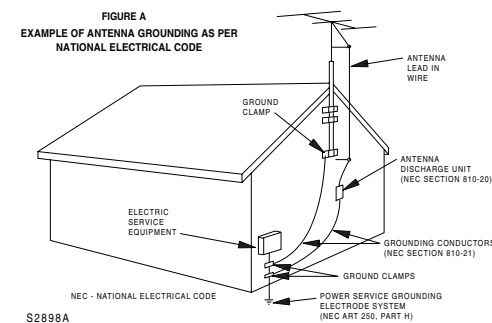 FIGURE A
EXAMPLE OF ANTENNA GROUNDING AS PER
NATIONAL ELECTRICAL CODE
ANTENNA
LEAD IN
WIRE
GROUND
CLAMP
ANTENNA
DISCHARGE UNIT
(NEC SECTION 810-20)
ELECTRIC
SERVICE
EQUIPMENT
GROUNDING CONDUCTORS
(NEC SECTION 810-21)
GROUND CLAMPS
NEC - NATIONAL ELECTRICAL CODE
POWER SERVICE GROUNDING
ELECTRODE SYSTEM
(NEC ART 250, PART H)
S2898A